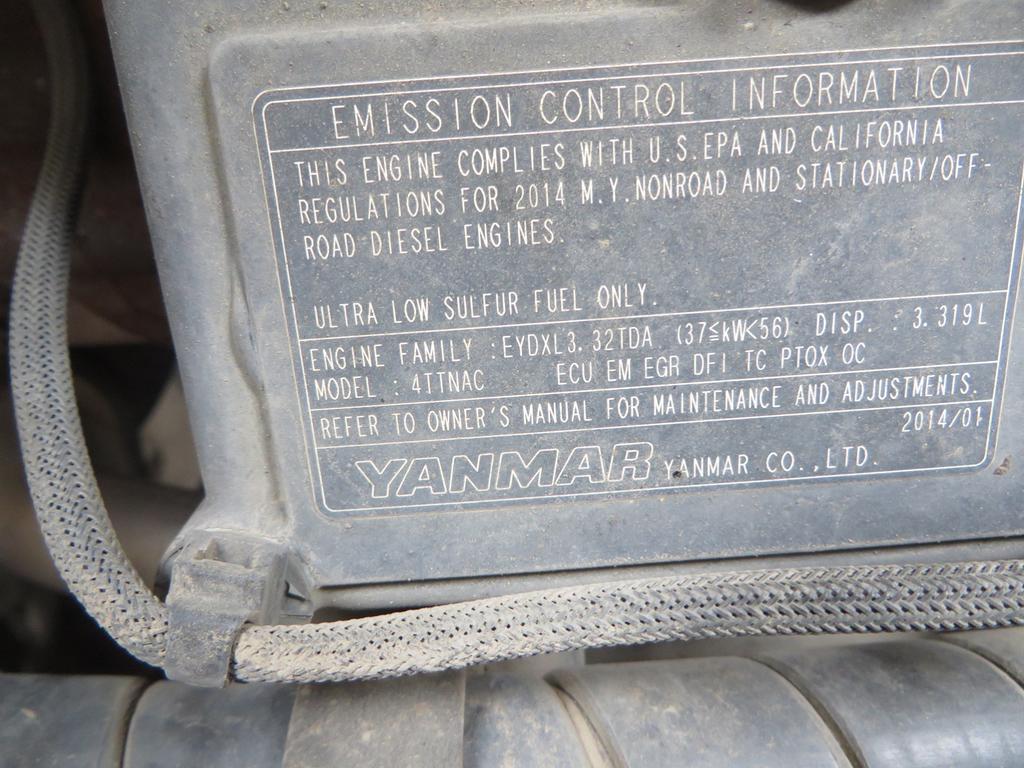 EMISSION CONTROL INFORMATION
THIS ENGINE COMPLIES WITH U.S.EPA AND CALIFORNIA
REGULATIONS FOR 2014 M.Y.NONROAD AND STATIONARY/OFF-
ROAD DIESEL ENGINES.
ULTRA LOW SULFUR FUEL ONLY.
ENGINE FAMILY :EYDXL3.32TDA (37≦kW<56) DISP. : 3.319L
MODEL : 4TTNAC ECU EM EGR DFI TC PTOX OC
REFER TO OWNER'S MANUAL FOR MAINTENANCE AND ADJUSTMENTS.
2014/01
YANMAR YANMAR CO.,LTD.